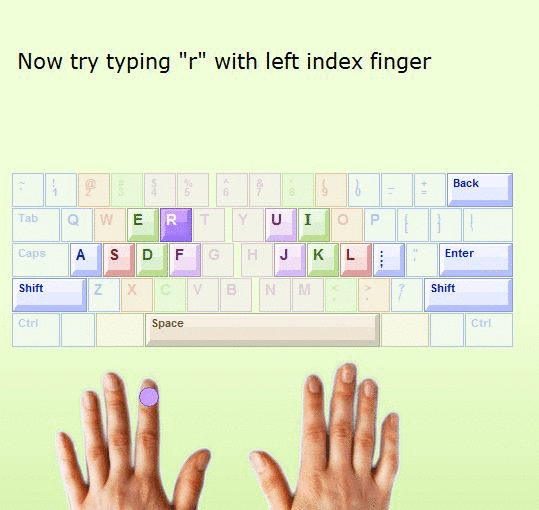 Now try typing "r" with left index finger
~ ` ! 1 @ 2 # 3 $ 4 % 5 ^ 6 & 7 * 8 ( 9 ) 0 _ - + = Back
Tab Q W E R T Y U I O P { [ } ] | \
Caps A S D F G H J K L : ; " ' Enter
Shift Z X C V B N M < , > . ? / Shift
Ctrl Space Ctrl